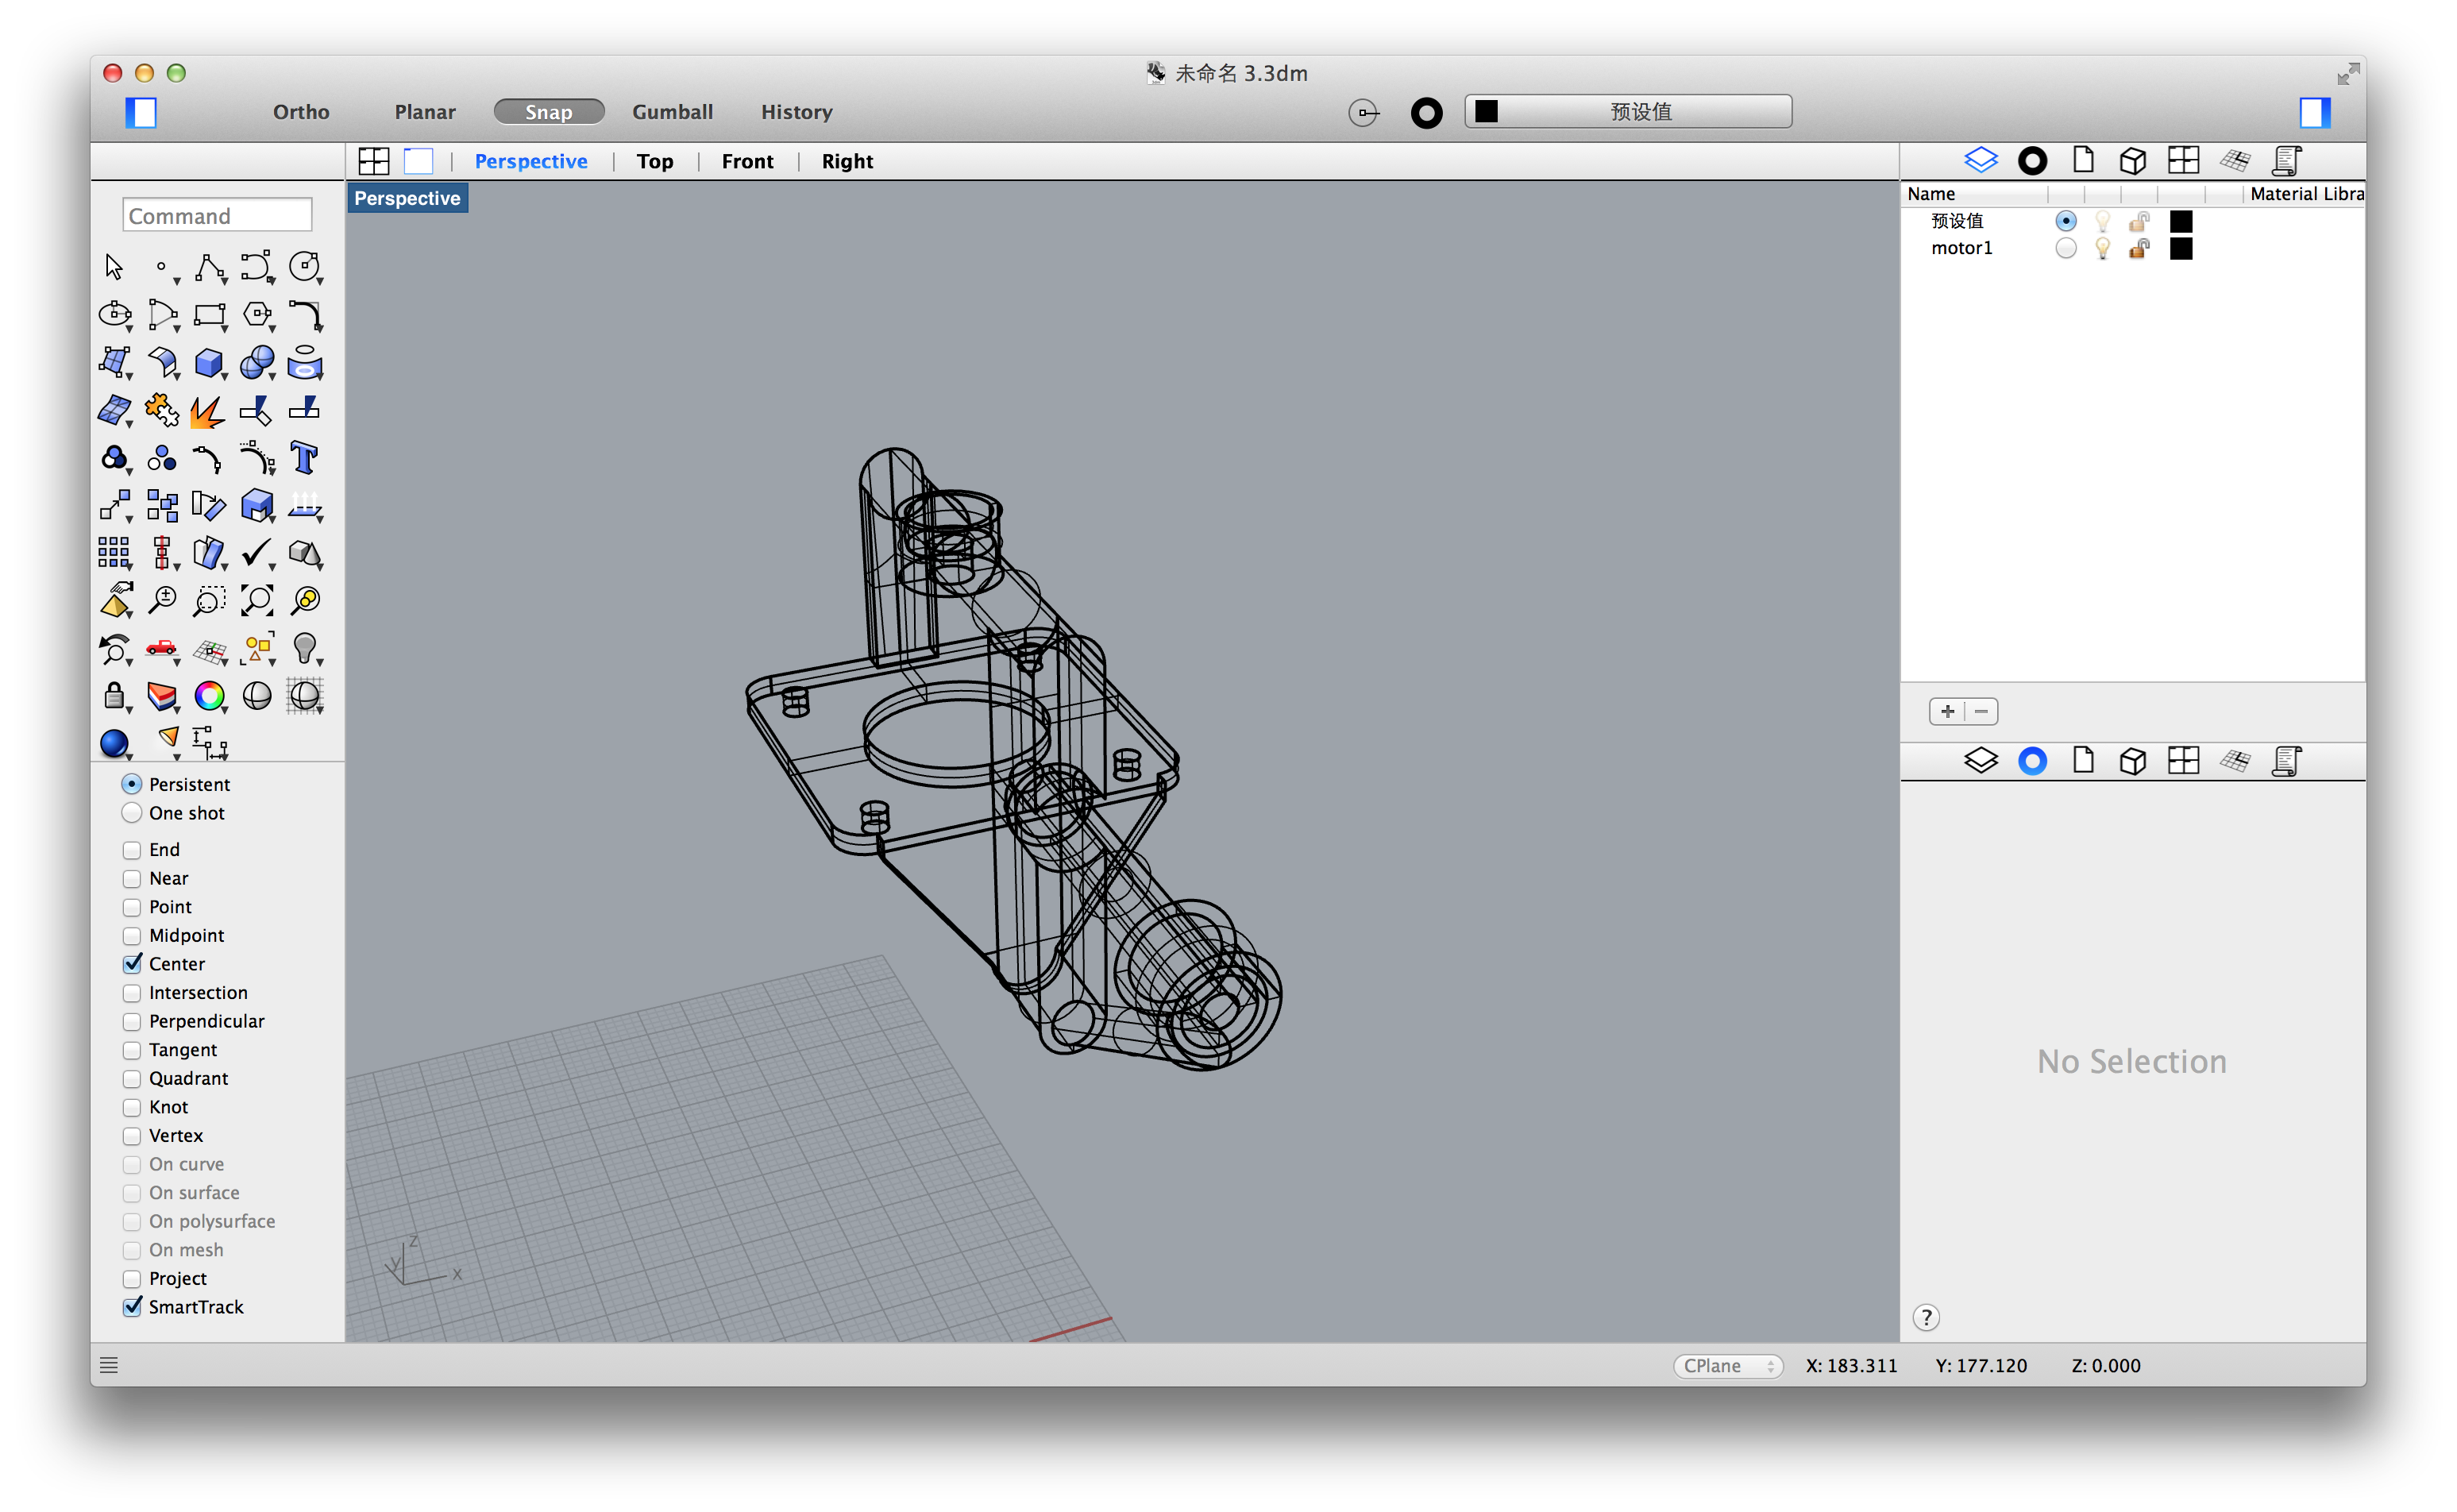 未命名 3.3dm
Ortho Planar Snap Gumball History 预设值
Perspective Top Front Right
Perspective
Command
Name Material Libra
预设值
motor1
Persistent
One shot
End
Near
Point
Midpoint
Center
Intersection
Perpendicular
Tangent
Quadrant
Knot
Vertex
On curve
On surface
On polysurface
On mesh
Project
SmartTrack
z
y
x
No Selection
?
CPlane X: 183.311 Y: 177.120 Z: 0.000